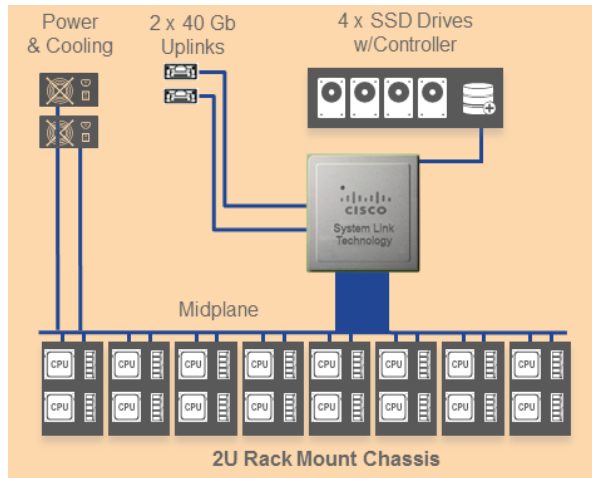 Power
& Cooling
2 x 40 Gb
Uplinks
4 x SSD Drives
w/Controller
CISCO
System Link
Technology
Midplane
CPU CPU CPU CPU CPU CPU CPU CPU
CPU CPU CPU CPU CPU CPU CPU CPU
2U Rack Mount Chassis